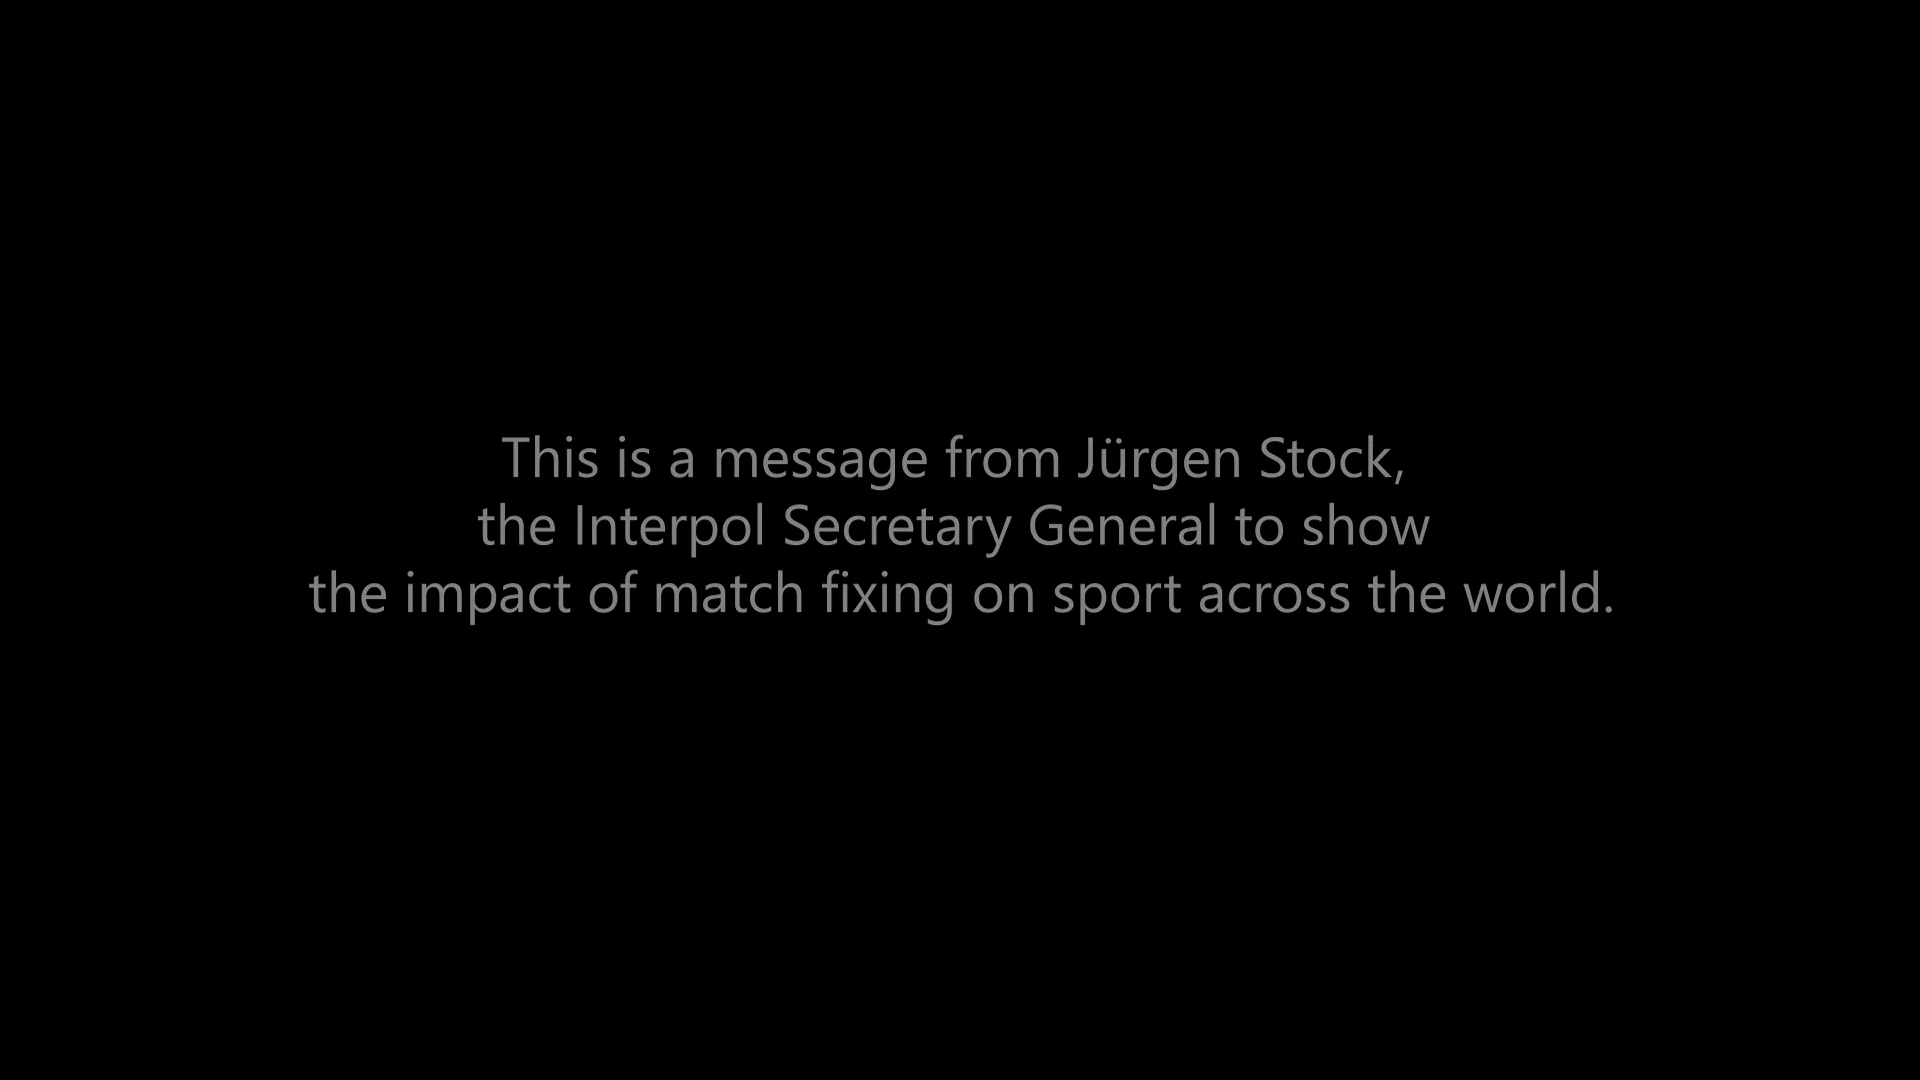 This is a message from Jürgen Stock,
the Interpol Secretary General to show
the impact of match fixing on sport across the world.